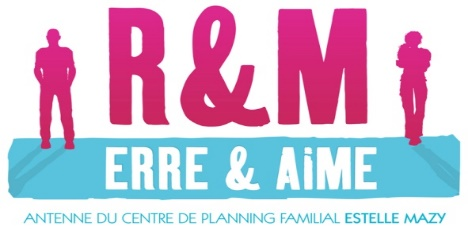 R&M
ERRE & AiME
ANTENNE DU CENTRE DE PLANNING FAMILIAL ESTELLE MAZY